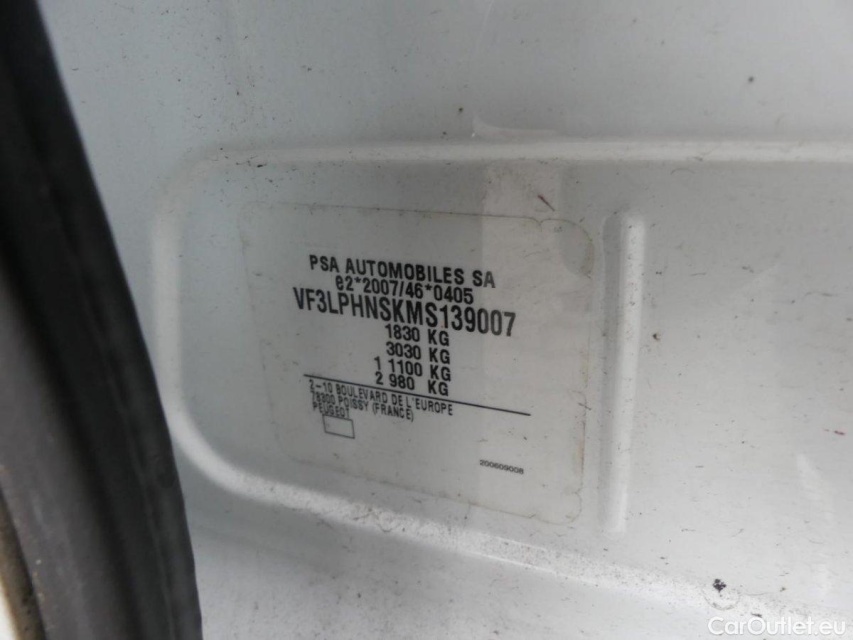 PSA AUTOMOBILES SA
e2*2007/46*0405
VF3LPHNSKMS139007
1830 KG
3030 KG
1 1100 KG
2 980 KG
2-10 BOULEVARD DE L'EUROPE
78300 POISSY (FRANCE)
PEUGEOT
200609008
CarOutlet.eu